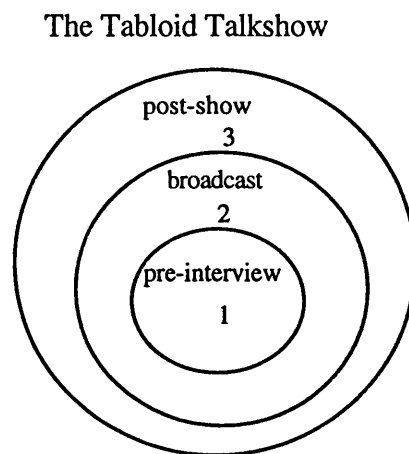 The Tabloid Talkshow
post-show
3
broadcast
2
pre-interview
1